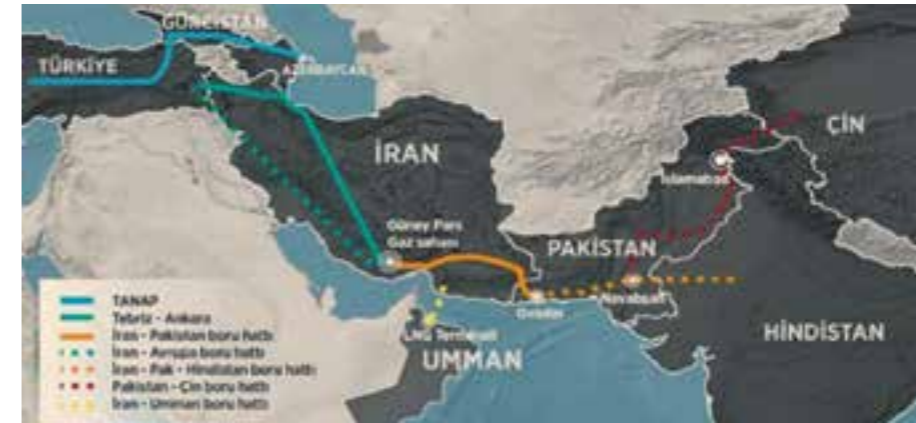 GÜRCİSTAN
TÜRKİYE
AZERBAYCAN
İRAN
ÇİN
İslamabad
Güney Pars
Gaz sahası
PAKİSTAN
Nevabşah
HİNDİSTAN
LNG Terminali
UMMAN
TANAP
Tebriz - Ankara
İran - Pakistan boru hattı
İran - Avrupa boru hattı
İran - Pak - Hindistan boru hattı
Pakistan - Çin boru hattı
İran - Umman boru hattı